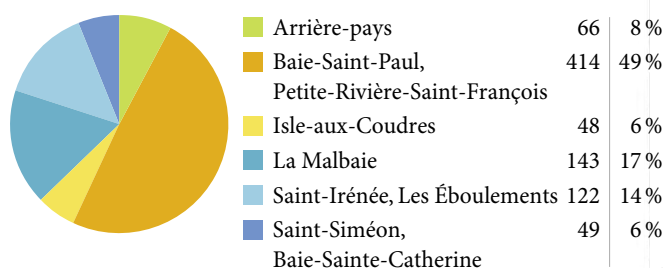 Arrière-pays 66 8 %
Baie-Saint-Paul, 414 49 %
Petite-Rivière-Saint-François
Isle-aux-Coudres 48 6 %
La Malbaie 143 17 %
Saint-Irénée, Les Éboulements 122 14 %
Saint-Siméon, 49 6 %
Baie-Sainte-Catherine